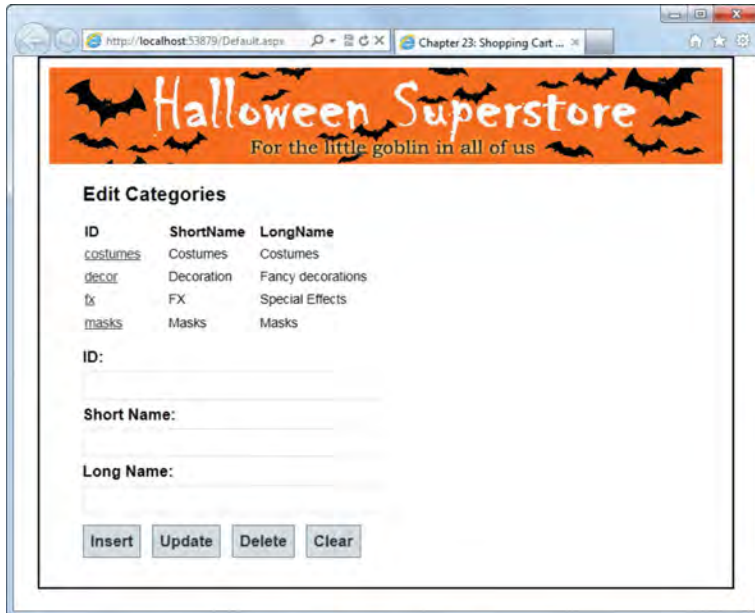 http://localhost:53879/Default.aspx
Chapter 23: Shopping Cart ...
Halloween Superstore
For the little goblin in all of us
Edit Categories
ID ShortName LongName
costumes Costumes Costumes
decor Decoration Fancy decorations
fx FX Special Effects
masks Masks Masks
ID:
Short Name:
Long Name:
Insert Update Delete Clear